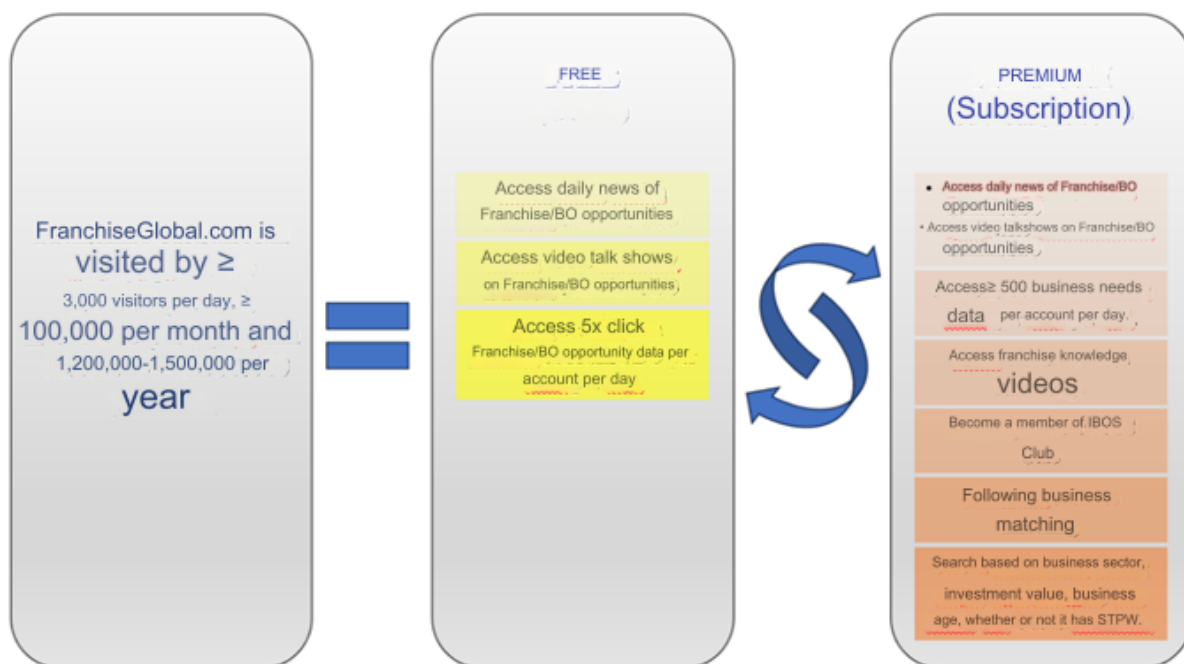 FranchiseGlobal.com is
visited by ≥
3,000 visitors per day, ≥
100,000 per month and
1,200,000-1,500,000 per
year
FREE
Access daily news of
Franchise/BO opportunities
Access video talk shows
on Franchise/BO opportunities
Access 5x click
Franchise/BO opportunity data per
account per day
PREMIUM
(Subscription)
• Access daily news of Franchise/BO
opportunities
• Access video talkshows on Franchise/BO
opportunities
Access≥ 500 business needs
data per account per day.
Access franchise knowledge
videos
Become a member of IBOS
Club
Following business
matching
Search based on business sector,
investment value, business
age, whether or not it has STPW.